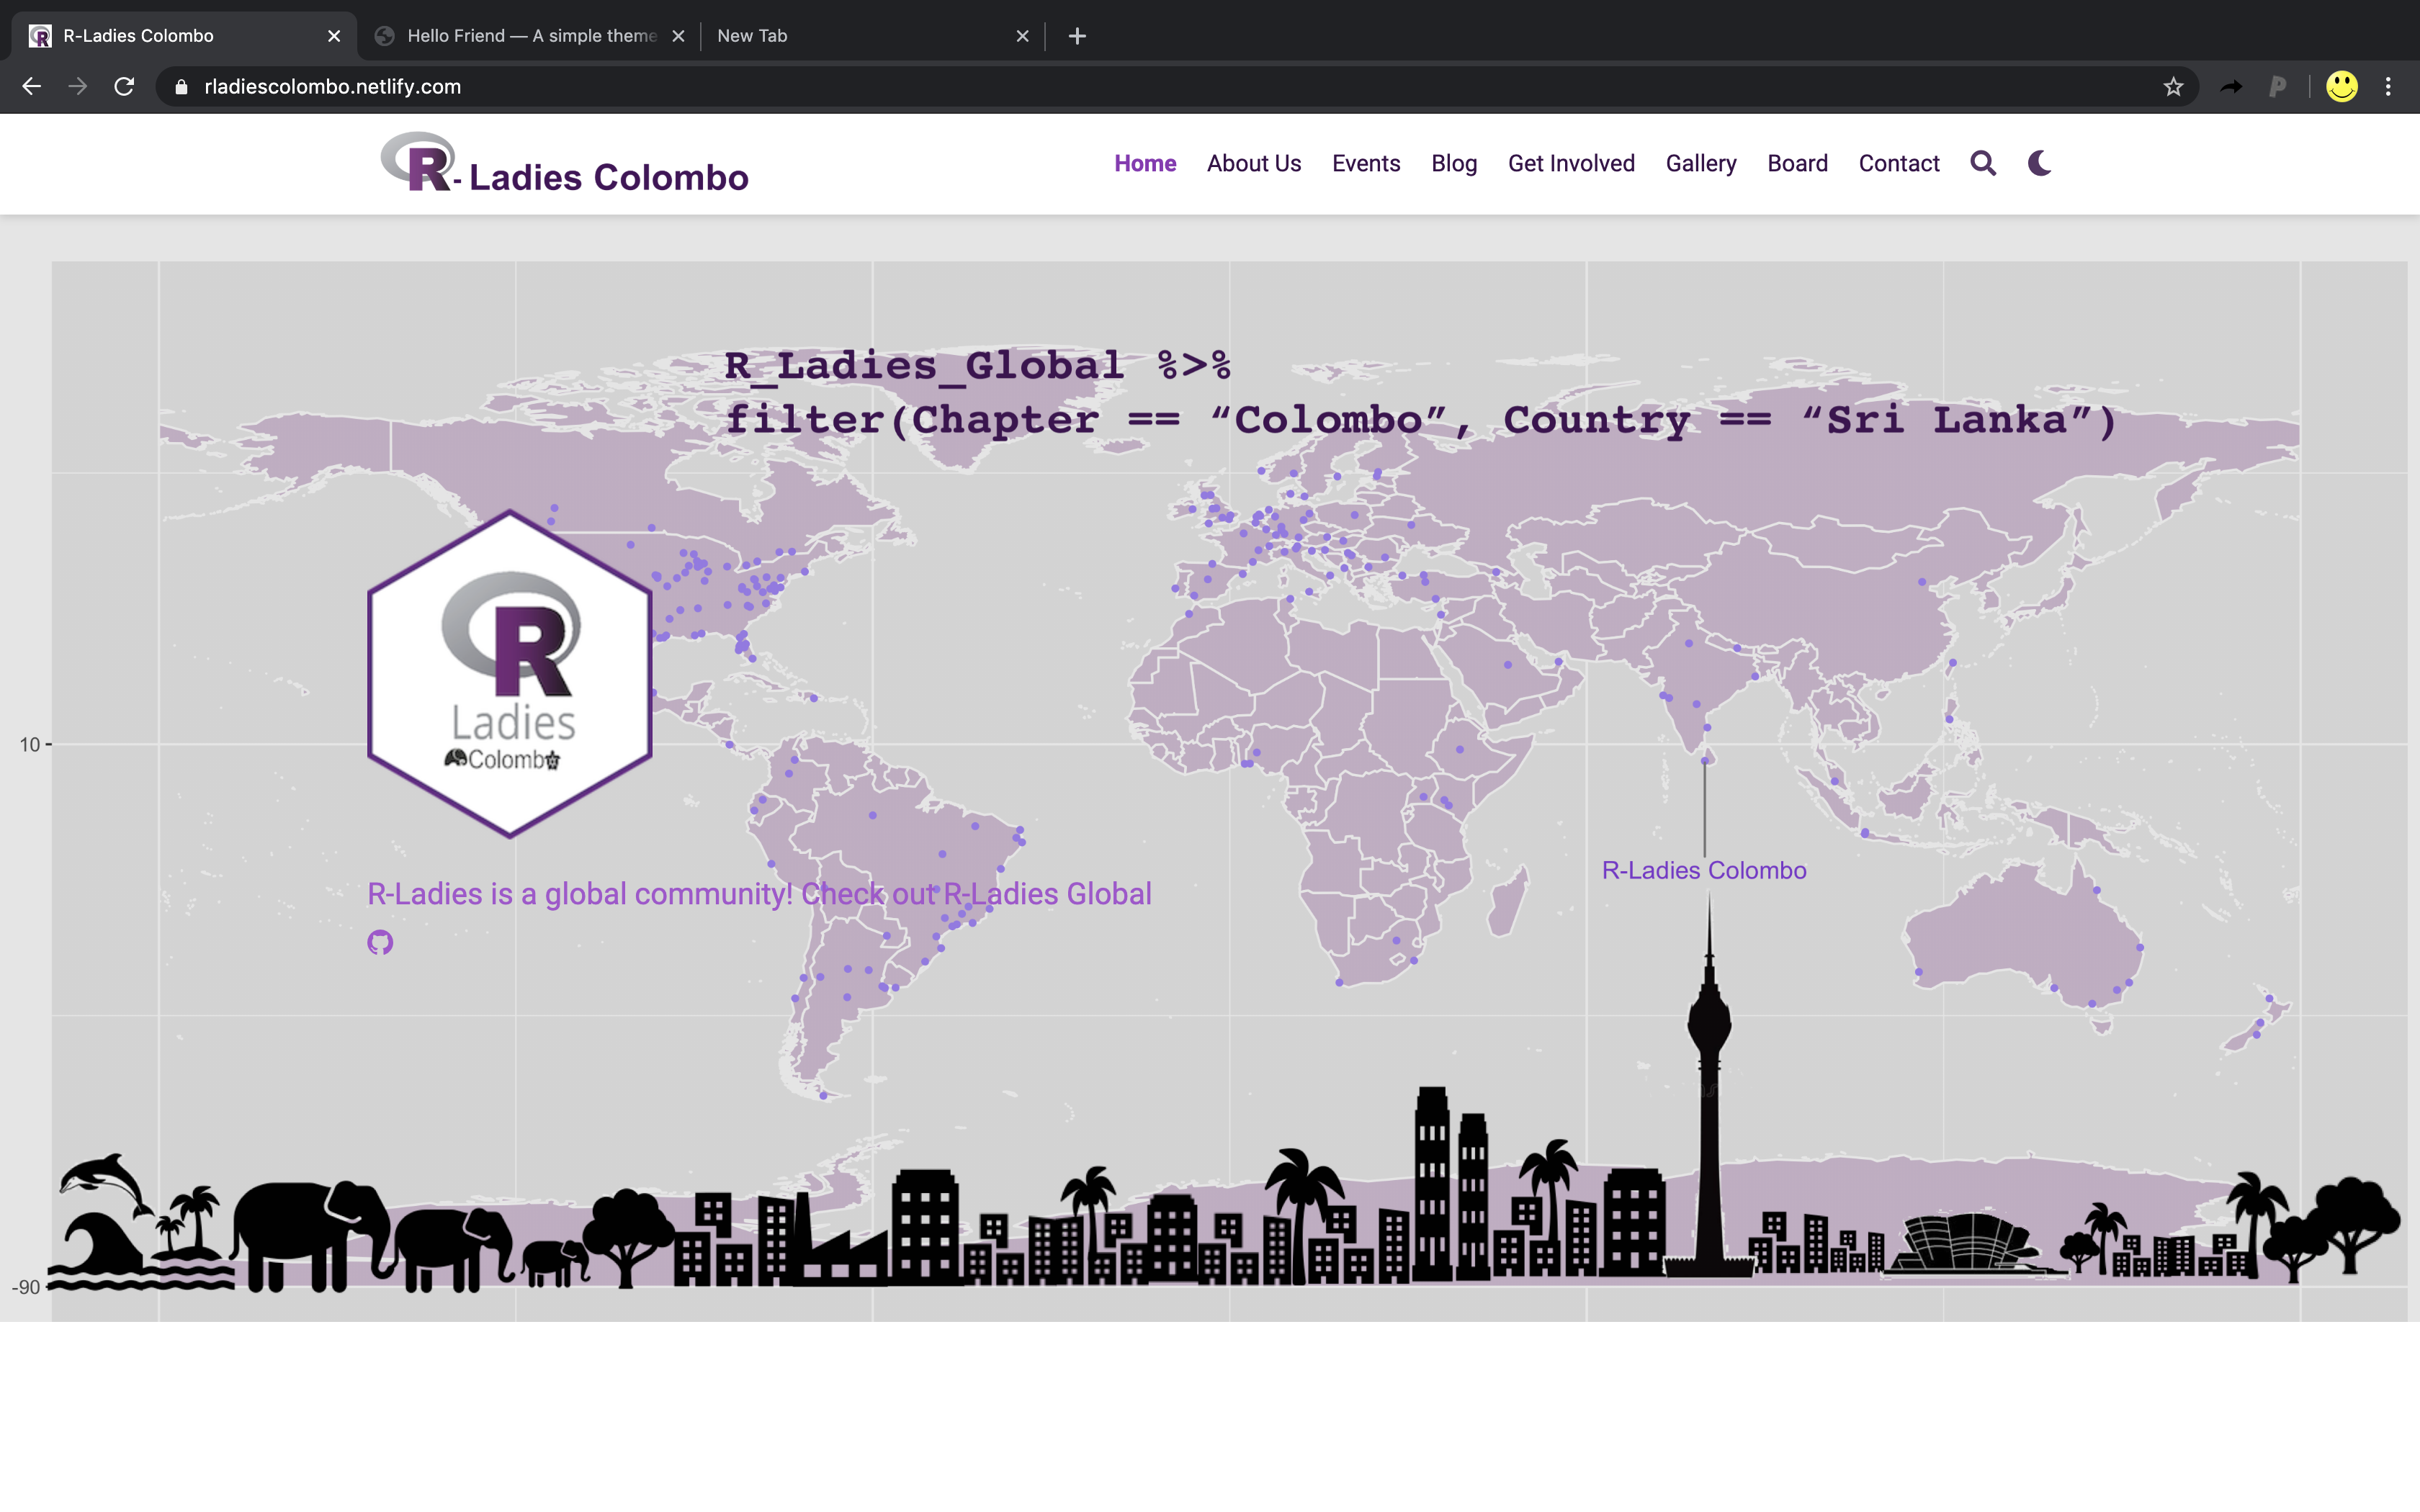 R-Ladies Colombo
Hello Friend — A simple theme
New Tab
rladiescolombo.netlify.com
R - Ladies Colombo
Home About Us Events Blog Get Involved Gallery Board Contact
R_Ladies_Global %>%
filter(Chapter == “Colombo”, Country == “Sri Lanka”)
R
Ladies
Colombo
10
R-Ladies Colombo
R-Ladies is a global community! Check out R-Ladies Global
-90